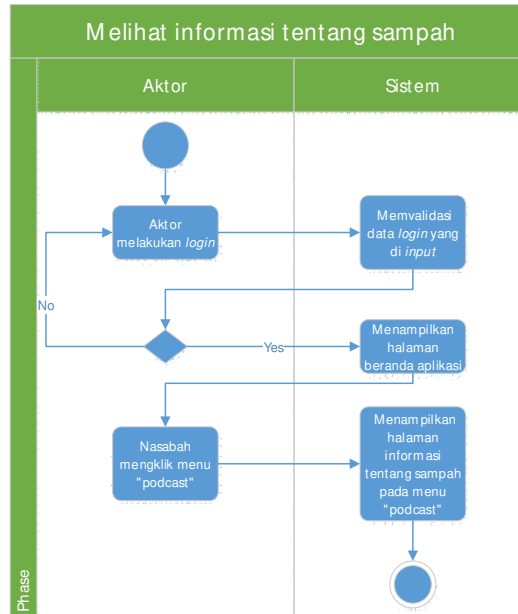 Melihat informasi tentang sampah
Aktor
Sistem
Aktor
melakukan login
Memvalidasi
data login yang
di input
No
Yes
Menampilkan
halaman
beranda aplikasi
Nasabah
mengklik menu
"podcast"
Menampilkan
halaman
informasi
tentang sampah
pada menu
"podcast"
Phase